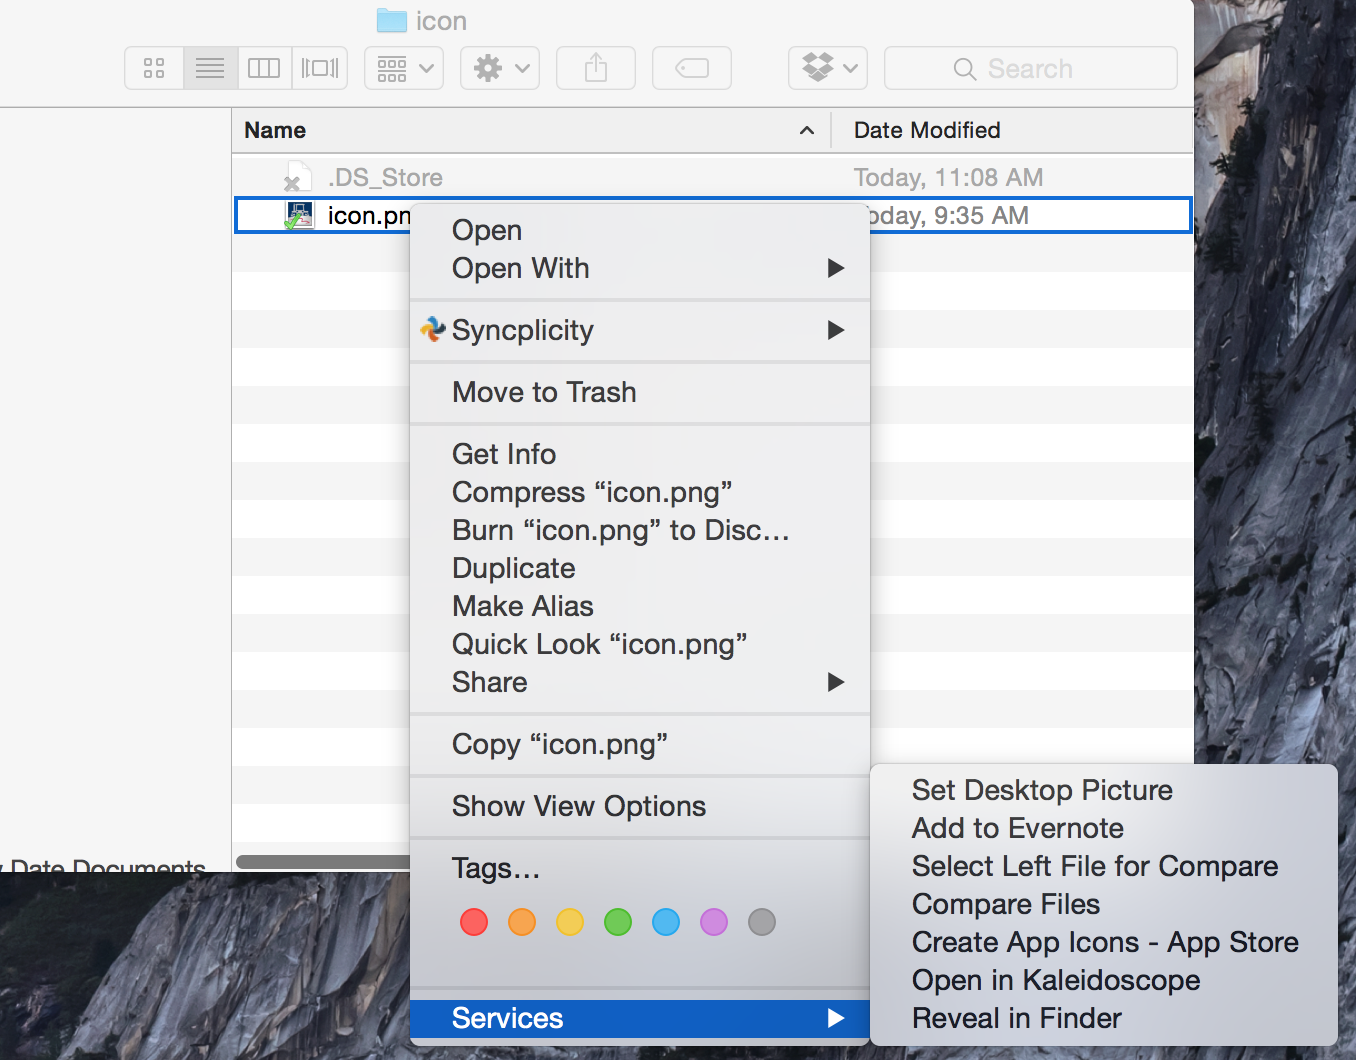 icon
Search
Name
Date Modified
.DS_Store
Today, 11:08 AM
icon.pn
oday, 9:35 AM
Open
Open With
Syncplicity
Move to Trash
Get Info
Compress “icon.png”
Burn “icon.png” to Disc…
Duplicate
Make Alias
Quick Look “icon.png”
Share
Copy “icon.png”
Show View Options
Tags…
Services
Set Desktop Picture
Add to Evernote
Select Left File for Compare
Compare Files
Create App Icons - App Store
Open in Kaleidoscope
Reveal in Finder
Date Documents